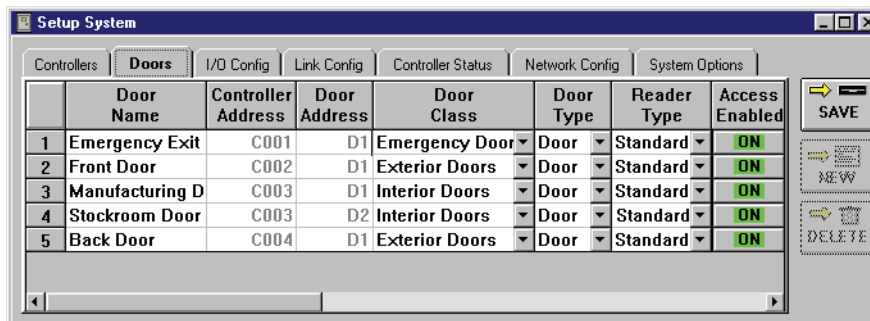 Setup System
Controllers Doors I/O Config Link Config Controller Status Network Config System Options
Door Name Controller Address Door Address Door Class Door Type Reader Type Access Enabled
1 Emergency Exit C001 D1 Emergency Door Door Standard ON
2 Front Door C002 D1 Exterior Doors Door Standard ON
3 Manufacturing D C003 D1 Interior Doors Door Standard ON
4 Stockroom Door C003 D2 Interior Doors Door Standard ON
5 Back Door C004 D1 Exterior Doors Door Standard ON
SAVE
NEW
DELETE